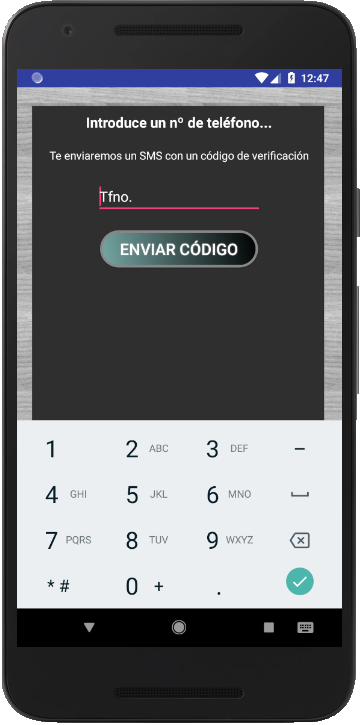 12:47
Introduce un nº de teléfono...
Te enviaremos un SMS con un código de verificación
Tfno.
ENVIAR CÓDIGO
1 2 ABC 3 DEF -
4 GHI 5 JKL 6 MNO
7 PQRS 8 TUV 9 WXYZ
* # 0 + .